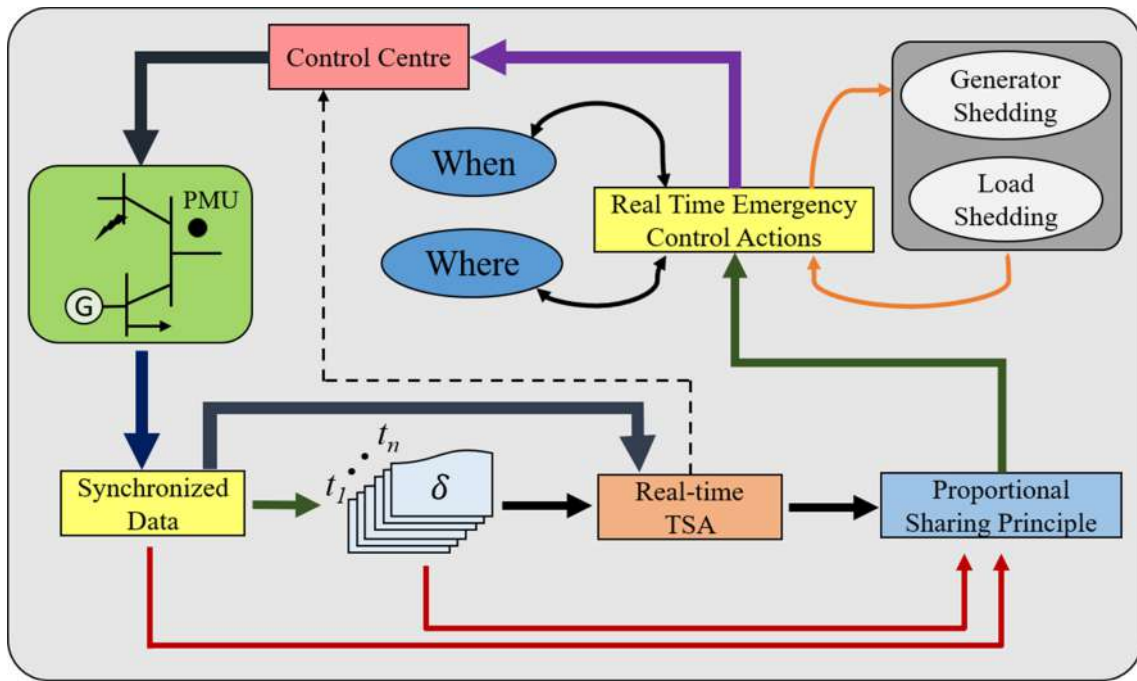 Control Centre
Generator
Shedding
Load
Shedding
When
Where
Real Time Emergency
Control Actions
PMU
G
t1
tn
Synchronized
Data
δ
Real-time
TSA
Proportional
Sharing Principle